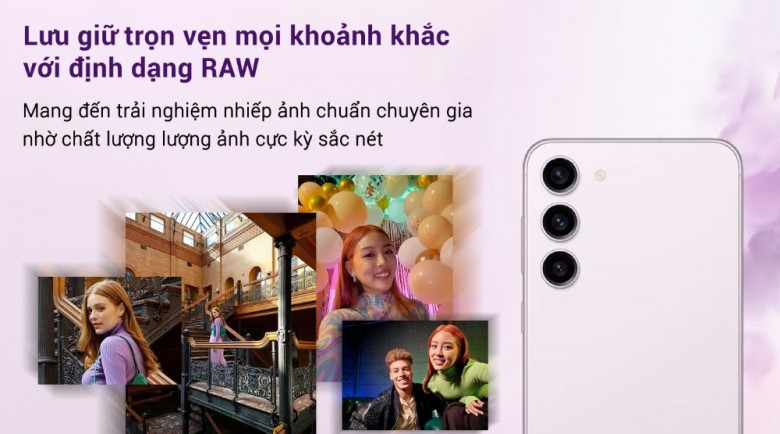 Lưu giữ trọn vẹn mọi khoảnh khắc
với định dạng RAW
Mang đến trải nghiệm nhiếp ảnh chuẩn chuyên gia
nhờ chất lượng lượng ảnh cực kỳ sắc nét